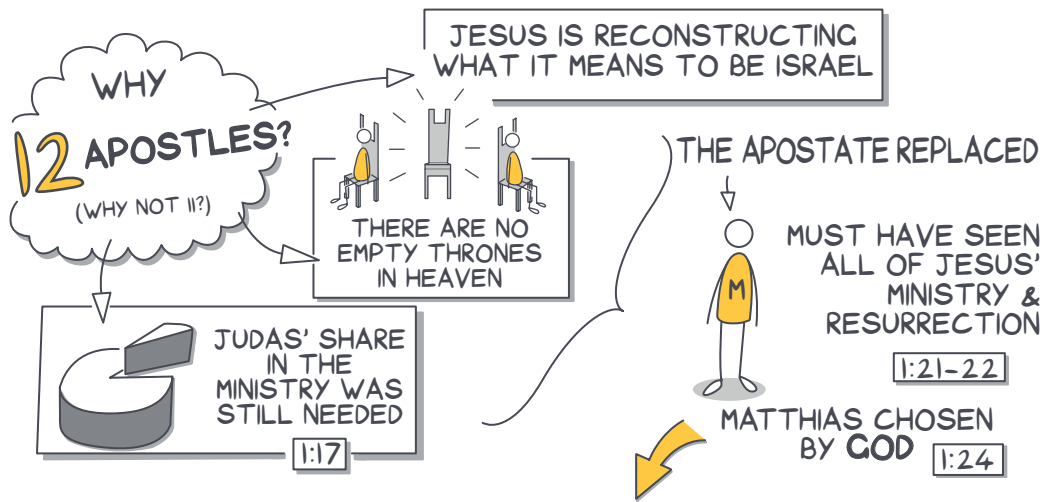 WHY
12 APOSTLES?
(WHY NOT 11?)
JESUS IS RECONSTRUCTING
WHAT IT MEANS TO BE ISRAEL
THERE ARE NO
EMPTY THRONES
IN HEAVEN
JUDAS' SHARE
IN THE
MINISTRY WAS
STILL NEEDED
1:17
THE APOSTATE REPLACED
M
MUST HAVE SEEN
ALL OF JESUS'
MINISTRY &
RESURRECTION
1:21-22
MATTHIAS CHOSEN
BY GOD
1:24